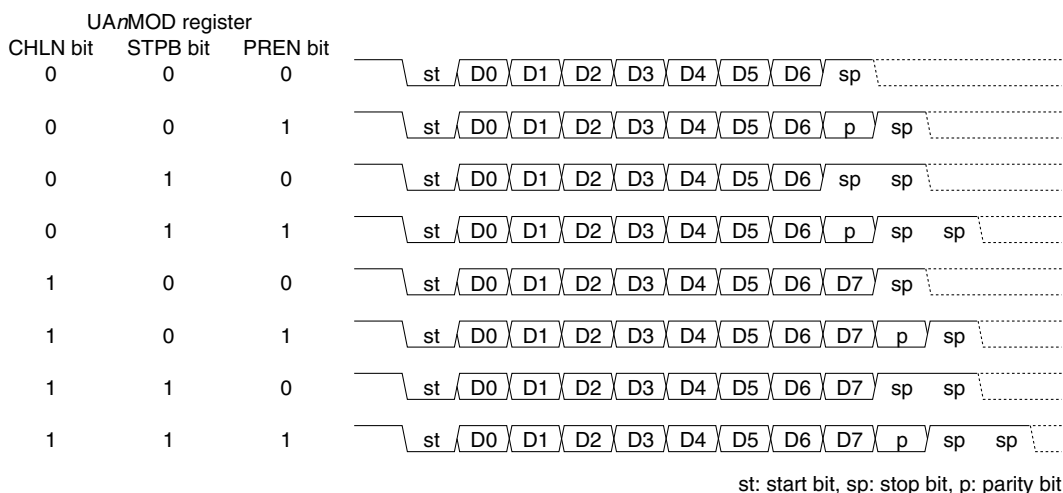 UAnMOD register
CHLN bit STPB bit PREN bit
0 0 0 st D0 D1 D2 D3 D4 D5 D6 sp
0 0 1 st D0 D1 D2 D3 D4 D5 D6 p sp
0 1 0 st D0 D1 D2 D3 D4 D5 D6 sp sp
0 1 1 st D0 D1 D2 D3 D4 D5 D6 p sp sp
1 0 0 st D0 D1 D2 D3 D4 D5 D6 D7 sp
1 0 1 st D0 D1 D2 D3 D4 D5 D6 D7 p sp
1 1 0 st D0 D1 D2 D3 D4 D5 D6 D7 sp sp
1 1 1 st D0 D1 D2 D3 D4 D5 D6 D7 p sp sp
st: start bit, sp: stop bit, p: parity bit